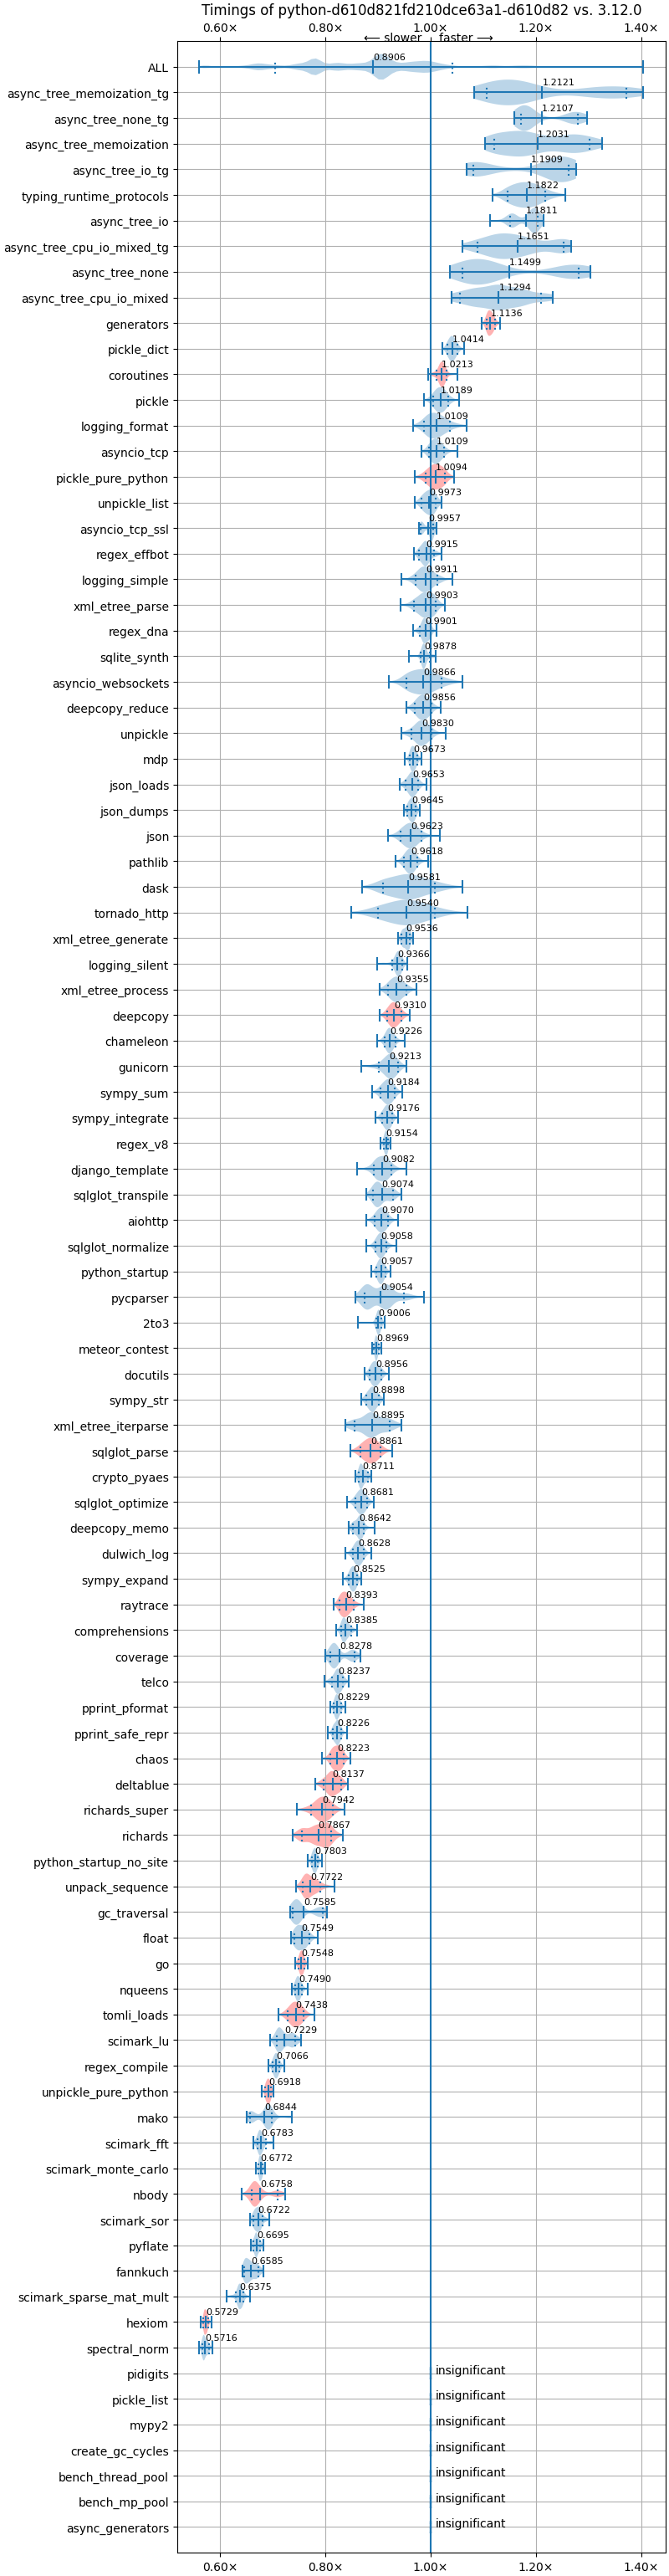 Timings of python-d610d821fd210dce63a1-d610d82 vs. 3.12.0
0.60× 0.80× 1.00× 1.20× 1.40×
⟵ slower faster ⟶
ALL 0.8906
async_tree_memoization_tg 1.2121
async_tree_none_tg 1.2107
async_tree_memoization 1.2031
async_tree_io_tg 1.1909
typing_runtime_protocols 1.1822
async_tree_io 1.1811
async_tree_cpu_io_mixed_tg 1.1651
async_tree_none 1.1499
async_tree_cpu_io_mixed 1.1294
generators 1.1136
pickle_dict 1.0414
coroutines 1.0213
pickle 1.0189
logging_format 1.0109
asyncio_tcp 1.0109
pickle_pure_python 1.0094
unpickle_list 0.9973
asyncio_tcp_ssl 0.9957
regex_effbot 0.9915
logging_simple 0.9911
xml_etree_parse 0.9903
regex_dna 0.9901
sqlite_synth 0.9878
asyncio_websockets 0.9866
deepcopy_reduce 0.9856
unpickle 0.9830
mdp 0.9673
json_loads 0.9653
json_dumps 0.9645
json 0.9623
pathlib 0.9618
dask 0.9581
tornado_http 0.9540
xml_etree_generate 0.9536
logging_silent 0.9366
xml_etree_process 0.9355
deepcopy 0.9310
chameleon 0.9226
gunicorn 0.9213
sympy_sum 0.9184
sympy_integrate 0.9176
regex_v8 0.9154
django_template 0.9082
sqlglot_transpile 0.9074
aiohttp 0.9070
sqlglot_normalize 0.9058
python_startup 0.9057
pycparser 0.9054
2to3 0.9006
meteor_contest 0.8969
docutils 0.8956
sympy_str 0.8898
xml_etree_iterparse 0.8895
sqlglot_parse 0.8861
crypto_pyaes 0.8711
sqlglot_optimize 0.8681
deepcopy_memo 0.8642
dulwich_log 0.8628
sympy_expand 0.8525
raytrace 0.8393
comprehensions 0.8385
coverage 0.8278
telco 0.8237
pprint_pformat 0.8229
pprint_safe_repr 0.8226
chaos 0.8223
deltablue 0.8137
richards_super 0.7942
richards 0.7867
python_startup_no_site 0.7803
unpack_sequence 0.7722
gc_traversal 0.7585
float 0.7549
go 0.7548
nqueens 0.7490
tomli_loads 0.7438
scimark_lu 0.7229
regex_compile 0.7066
unpickle_pure_python 0.6918
mako 0.6844
scimark_fft 0.6783
scimark_monte_carlo 0.6772
nbody 0.6758
scimark_sor 0.6722
pyflate 0.6695
fannkuch 0.6585
scimark_sparse_mat_mult 0.6375
hexiom 0.5729
spectral_norm 0.5716
pidigits insignificant
pickle_list insignificant
mypy2 insignificant
create_gc_cycles insignificant
bench_thread_pool insignificant
bench_mp_pool insignificant
async_generators insignificant
0.60× 0.80× 1.00× 1.20× 1.40×